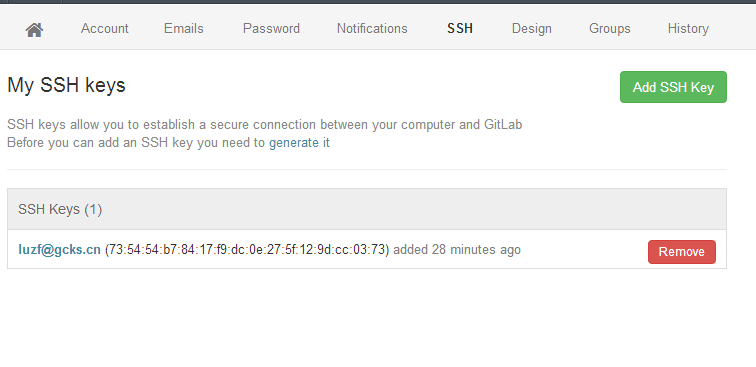 Account Emails Password Notifications SSH Design Groups History
My SSH keys
Add SSH Key
SSH keys allow you to establish a secure connection between your computer and GitLab
Before you can add an SSH key you need to generate it
SSH Keys (1)
luzf@gcks.cn (73:54:54:b7:84:17:f9:dc:0e:27:5f:12:9d:cc:03:73) added 28 minutes ago
Remove